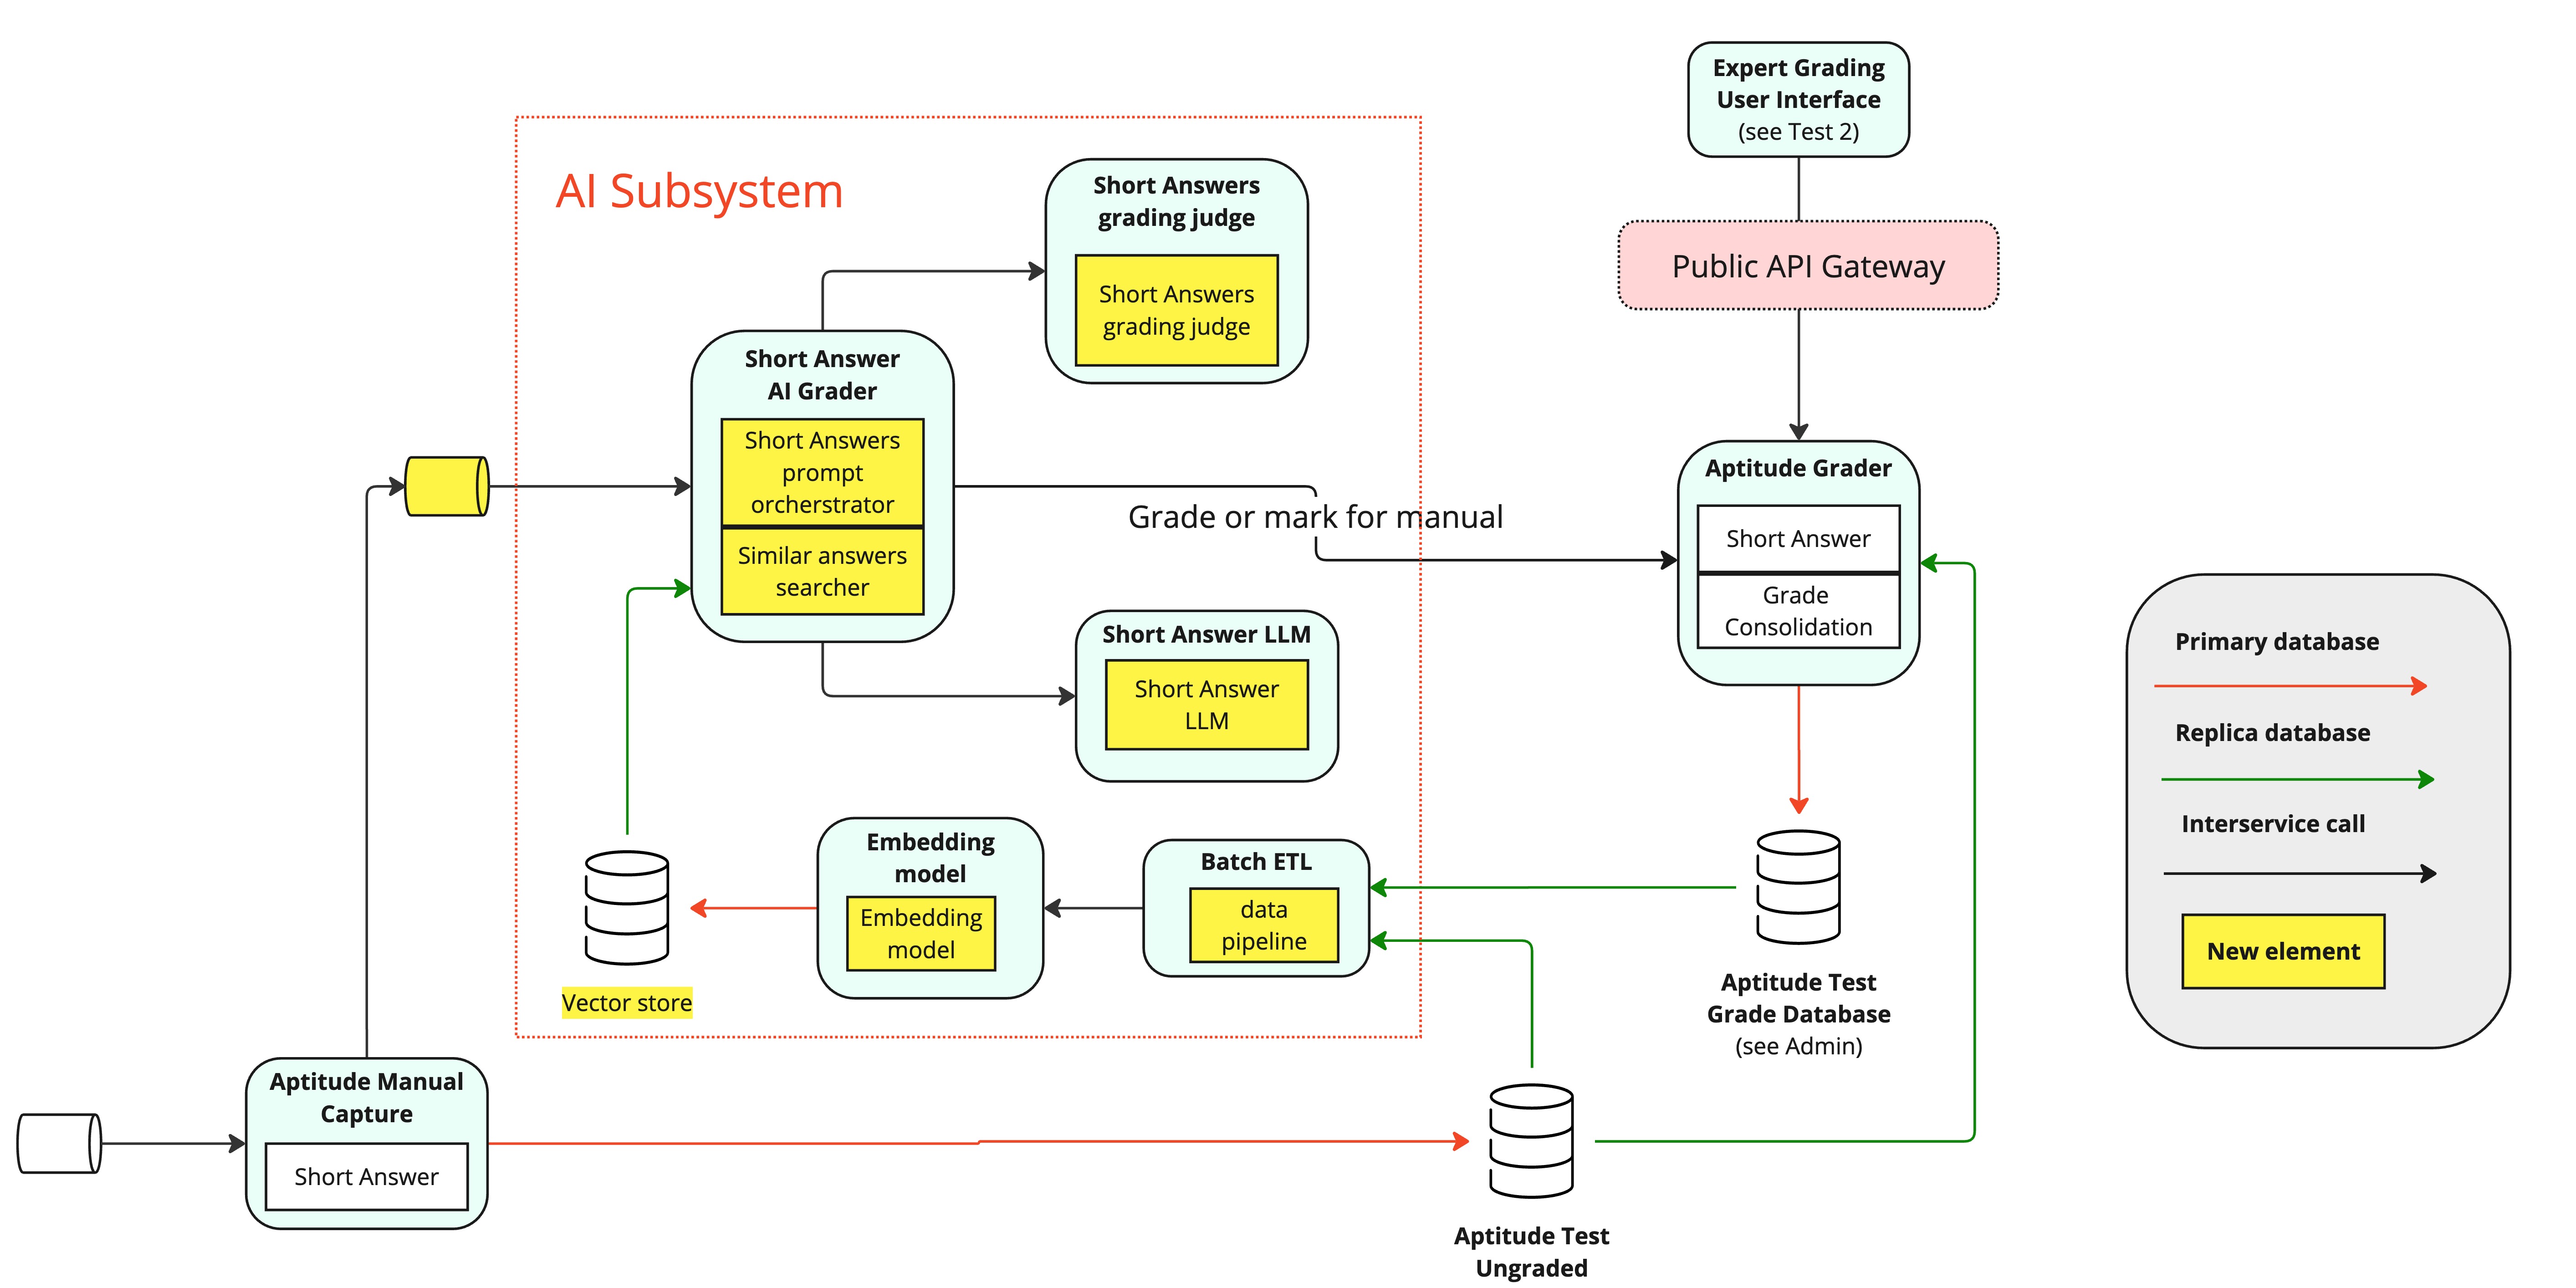 Expert Grading
User Interface
(see Test 2)
AI Subsystem
Short Answers
grading judge
Short Answers
grading judge
Public API Gateway
Short Answer
AI Grader
Short Answers
prompt
orcherstrator
Similar answers
searcher
Grade or mark for manual
Aptitude Grader
Short Answer
Grade
Consolidation
Short Answer LLM
Short Answer
LLM
Primary database
Replica database
Interservice call
New element
Embedding
model
Embedding
model
Batch ETL
data
pipeline
Vector store
Aptitude Test
Grade Database
(see Admin)
Aptitude Manual
Capture
Short Answer
Aptitude Test
Ungraded